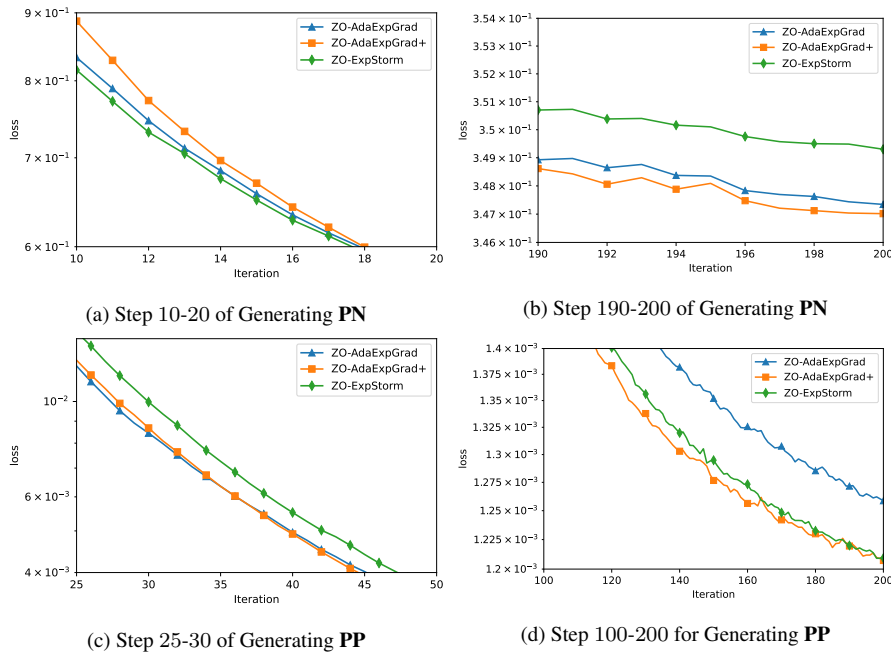 9 × 10⁻¹
8 × 10⁻¹
7 × 10⁻¹
6 × 10⁻¹
loss
10 12 14 16 18 20
Iteration
ZO-AdaExpGrad
ZO-AdaExpGrad+
ZO-ExpStorm
(a) Step 10-20 of Generating PN
3.54 × 10⁻¹
3.53 × 10⁻¹
3.52 × 10⁻¹
3.51 × 10⁻¹
3.5 × 10⁻¹
3.49 × 10⁻¹
3.48 × 10⁻¹
3.47 × 10⁻¹
3.46 × 10⁻¹
loss
190 192 194 196 198 200
Iteration
ZO-AdaExpGrad
ZO-AdaExpGrad+
ZO-ExpStorm
(b) Step 190-200 of Generating PN
10⁻²
6 × 10⁻³
4 × 10⁻³
loss
25 30 35 40 45 50
Iteration
ZO-AdaExpGrad
ZO-AdaExpGrad+
ZO-ExpStorm
(c) Step 25-30 of Generating PP
1.4 × 10⁻³
1.375 × 10⁻³
1.35 × 10⁻³
1.325 × 10⁻³
1.3 × 10⁻³
1.275 × 10⁻³
1.25 × 10⁻³
1.225 × 10⁻³
1.2 × 10⁻³
loss
100 120 140 160 180 200
Iteration
ZO-AdaExpGrad
ZO-AdaExpGrad+
ZO-ExpStorm
(d) Step 100-200 for Generating PP